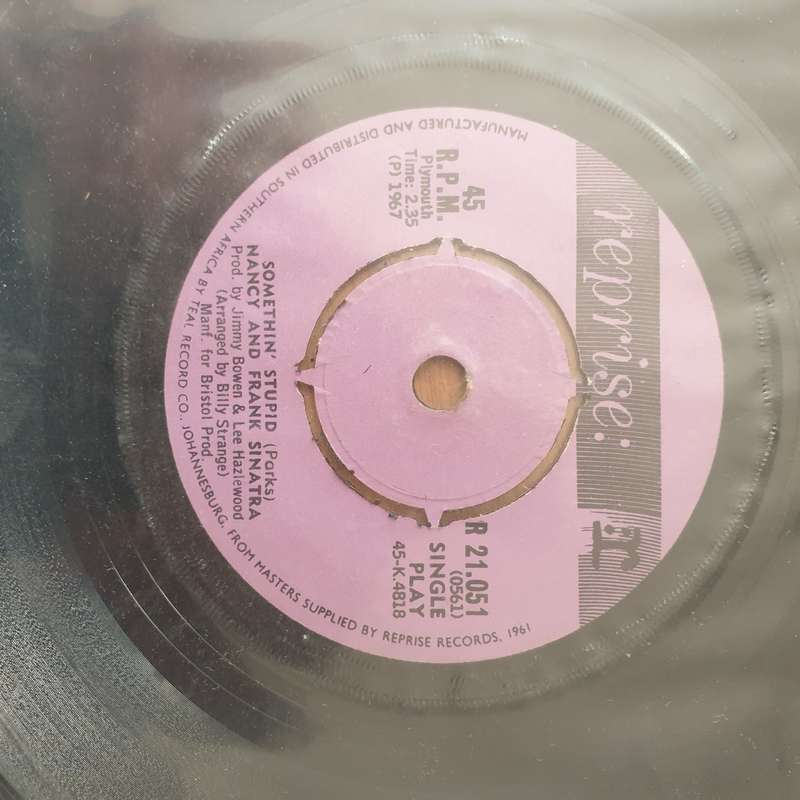 reprise:
r
45
R.P.M.
Plymouth
Time: 2.35
(P) 1967
R 21.051
(0561)
SINGLE
PLAY
45-K.4818
SOMETHIN' STUPID (Parks)
NANCY AND FRANK SINATRA
Prod. by Jimmy Bowen & Lee Hazlewood
(Arranged by Billy Strange)
Manf. for Bristol Prod.
MANUFACTURED AND DISTRIBUTED IN SOUTHERN AFRICA BY TEAL RECORD CO., JOHANNESBURG, FROM MASTERS SUPPLIED BY REPRISE RECORDS, 1961